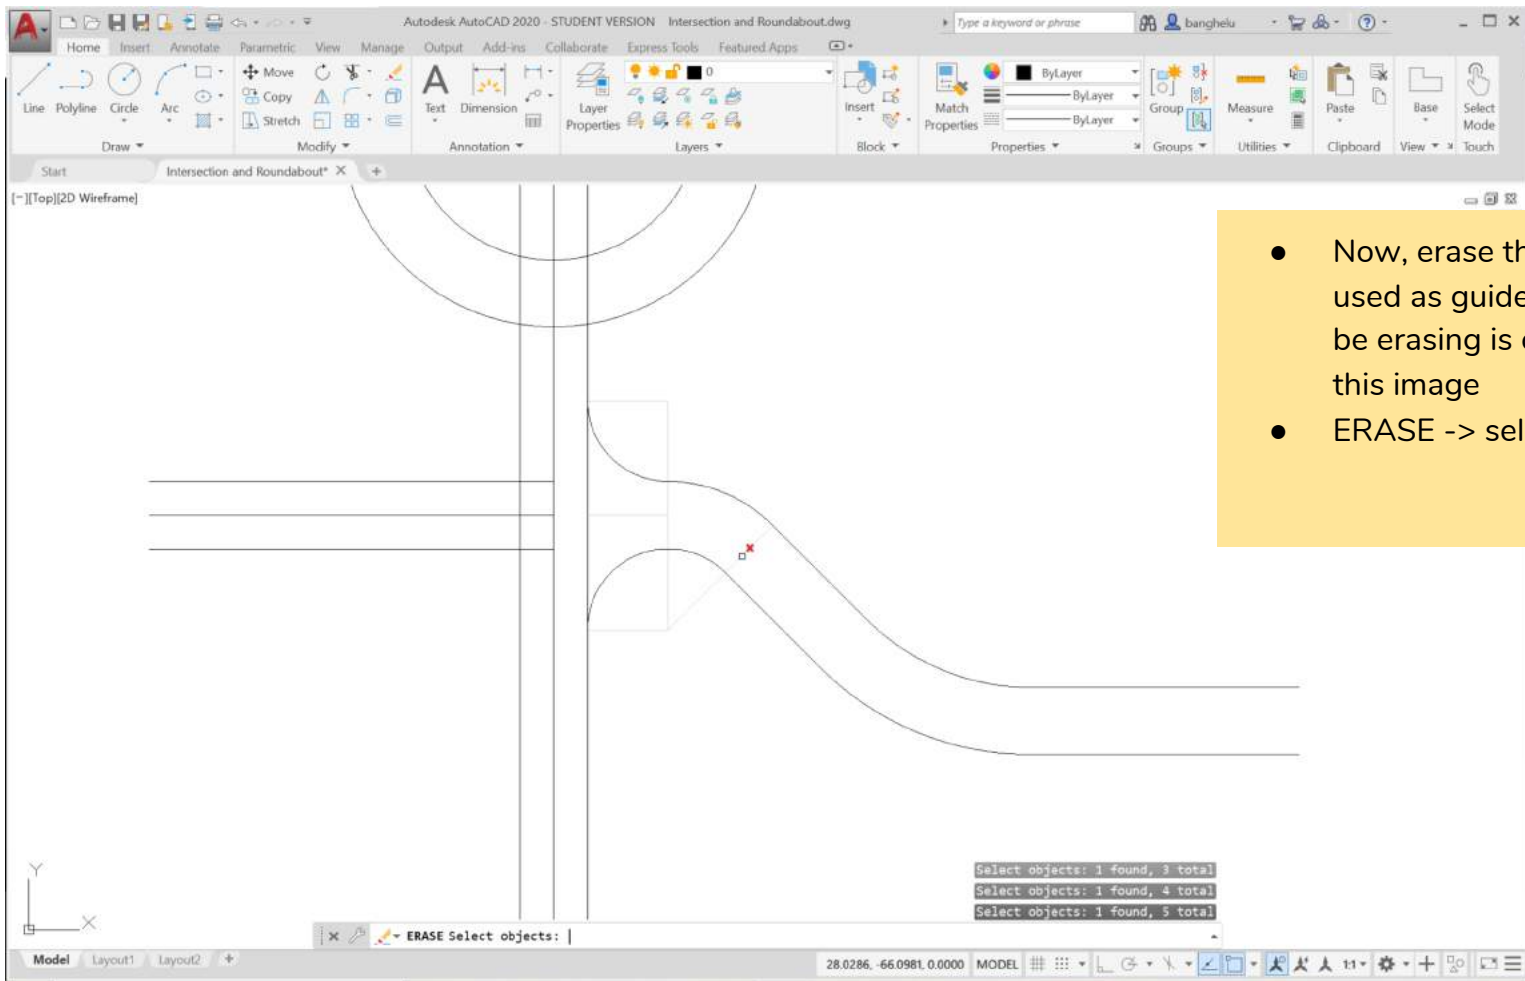 Autodesk AutoCAD 2020 - STUDENT VERSION Intersection and Roundabout.dwg
Type a keyword or phrase
banghelu
Home Insert Annotate Parametric View Manage Output Add-ins Collaborate Express Tools Featured Apps
Line Polyline Circle Arc
Move
Copy
Stretch
Text Dimension
Layer Properties
0
Insert
Match Properties
ByLayer
ByLayer
ByLayer
Group
Measure
Paste
Base
Select Mode
Draw Modify Annotation Layers Block Properties Groups Utilities Clipboard View Touch
Start Intersection and Roundabout* X +
[-][Top][2D Wireframe]
● Now, erase th
used as guide
be erasing is
this image
● ERASE -> sel
Y
X
Select objects: 1 found, 3 total
Select objects: 1 found, 4 total
Select objects: 1 found, 5 total
ERASE Select objects:
Model Layout1 Layout2 +
28.0286, -66.0981, 0.0000 MODEL 1:1